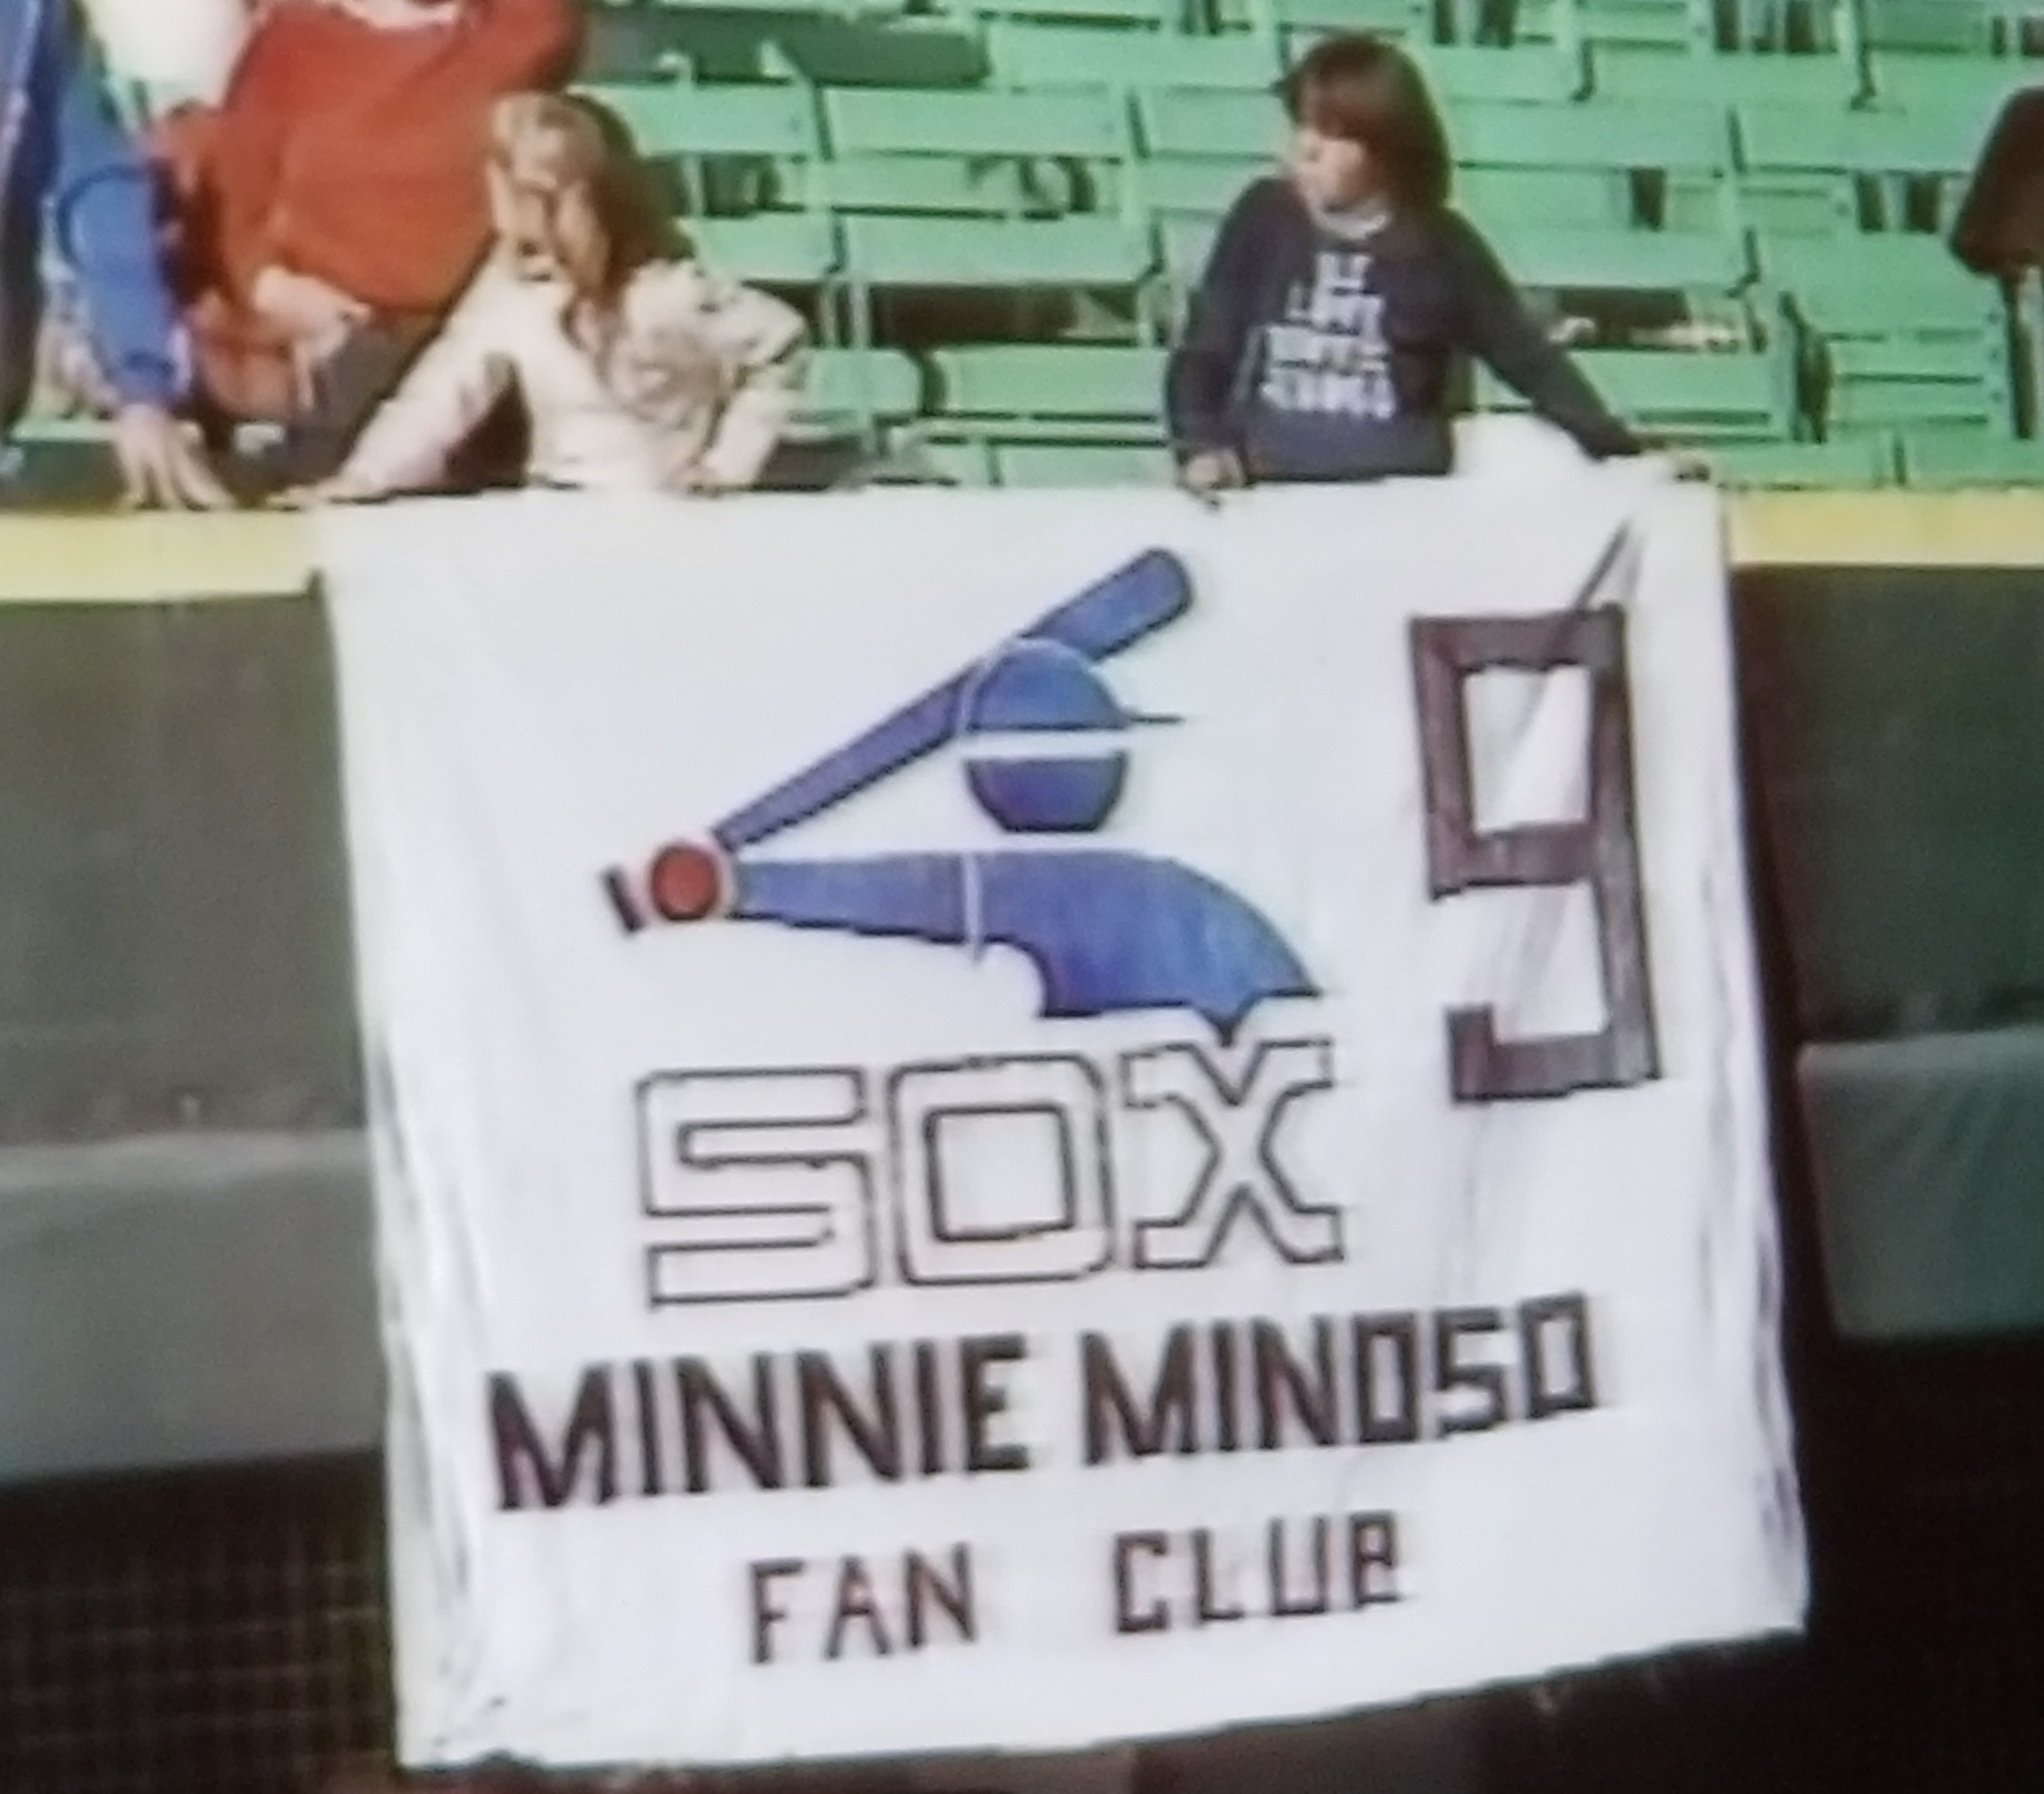 9
SOX
MINNIE MINOSO
FAN CLUB